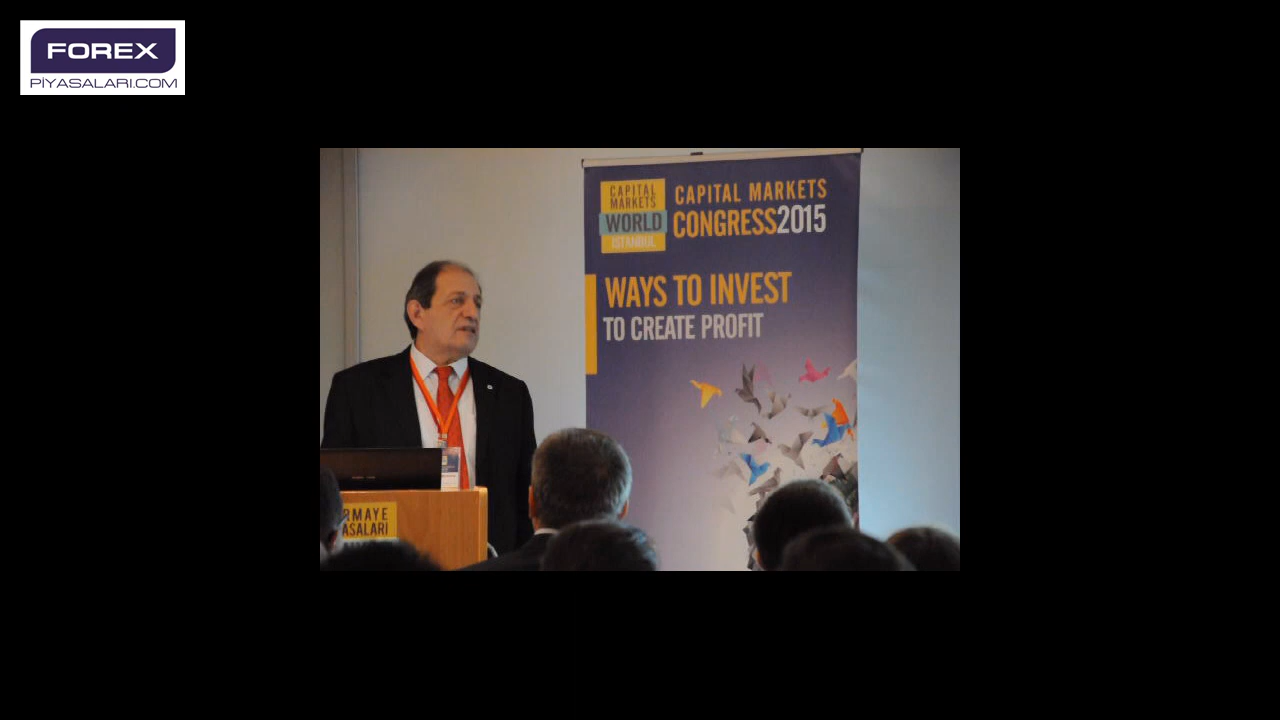 FOREX
PİYASALARI.COM
CAPITAL
MARKETS
WORLD
ISTANBUL
CAPITAL MARKETS
CONGRESS2015
WAYS TO INVEST
TO CREATE PROFIT
RMAYE
ASALARI